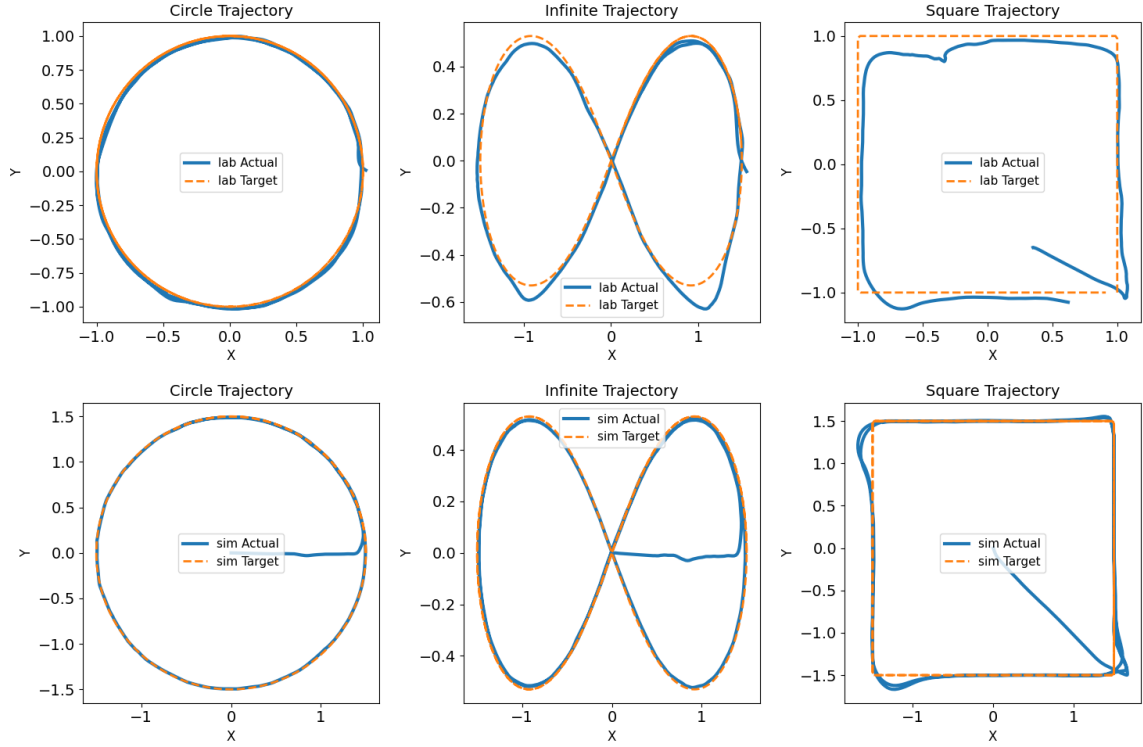 Circle Trajectory
1.00
0.75
0.50
0.25
0.00
−0.25
−0.50
−0.75
−1.00
Y
lab Actual
lab Target
−1.0
−0.5
0.0
0.5
1.0
X
Infinite Trajectory
0.4
0.2
0.0
−0.2
−0.4
−0.6
Y
lab Actual
lab Target
−1
0
1
X
Square Trajectory
1.0
0.5
0.0
−0.5
−1.0
Y
lab Actual
lab Target
−1.0
−0.5
0.0
0.5
1.0
X
Circle Trajectory
1.5
1.0
0.5
0.0
−0.5
−1.0
−1.5
Y
sim Actual
sim Target
−1
0
1
X
Infinite Trajectory
0.4
0.2
0.0
−0.2
−0.4
Y
sim Actual
sim Target
−1
0
1
X
Square Trajectory
1.5
1.0
0.5
0.0
−0.5
−1.0
−1.5
Y
sim Actual
sim Target
−1
0
1
X